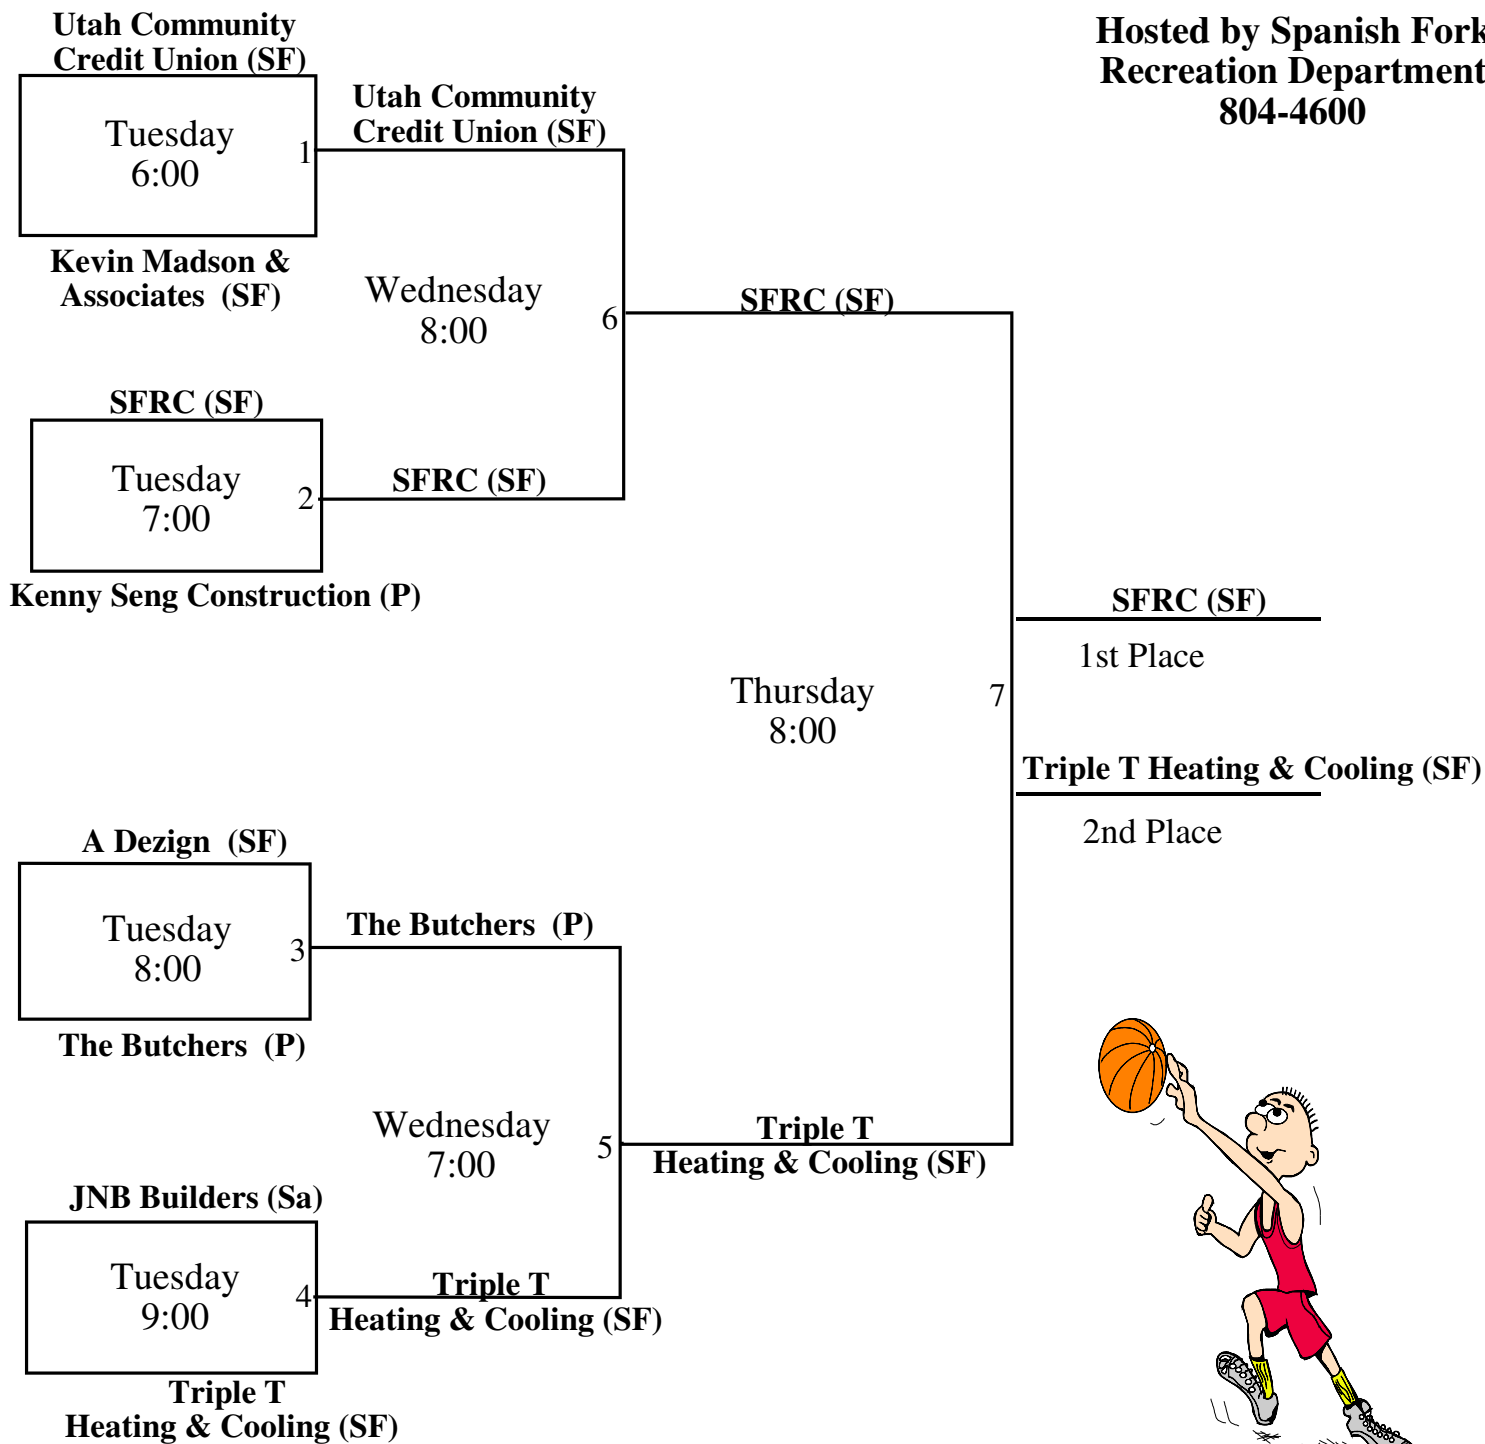 Utah Community
Credit Union (SF)
Hosted by Spanish Fork
Recreation Department
804-4600
Tuesday
6:00
1
Utah Community
Credit Union (SF)
Kevin Madson &
Associates (SF)
Wednesday
8:00
6
SFRC (SF)
SFRC (SF)
Tuesday
7:00
2
SFRC (SF)
Kenny Seng Construction (P)
SFRC (SF)
1st Place
Thursday
8:00
7
Triple T Heating & Cooling (SF)
2nd Place
A Dezign (SF)
Tuesday
8:00
3
The Butchers (P)
The Butchers (P)
Wednesday
7:00
5
Triple T
Heating & Cooling (SF)
JNB Builders (Sa)
Tuesday
9:00
4
Triple T
Heating & Cooling (SF)
Triple T
Heating & Cooling (SF)